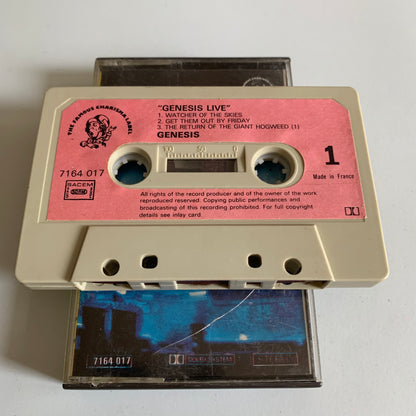 "GENESIS LIVE"
1. WATCHER OF THE SKIES
2. GET THEM OUT BY FRIDAY
3. THE RETURN OF THE GIANT HOGWEED (1)
GENESIS
THE FAMOUS CHARISMA LABEL
7164 017
SACEM
1
Made in France
All rights of the record producer and of the owner of the work
reproduced reserved. Copying public performances and
broadcasting of this recording prohibited. For full copyright
details see inlay card.
7164 017
DOLBY SYSTEM
STEREO